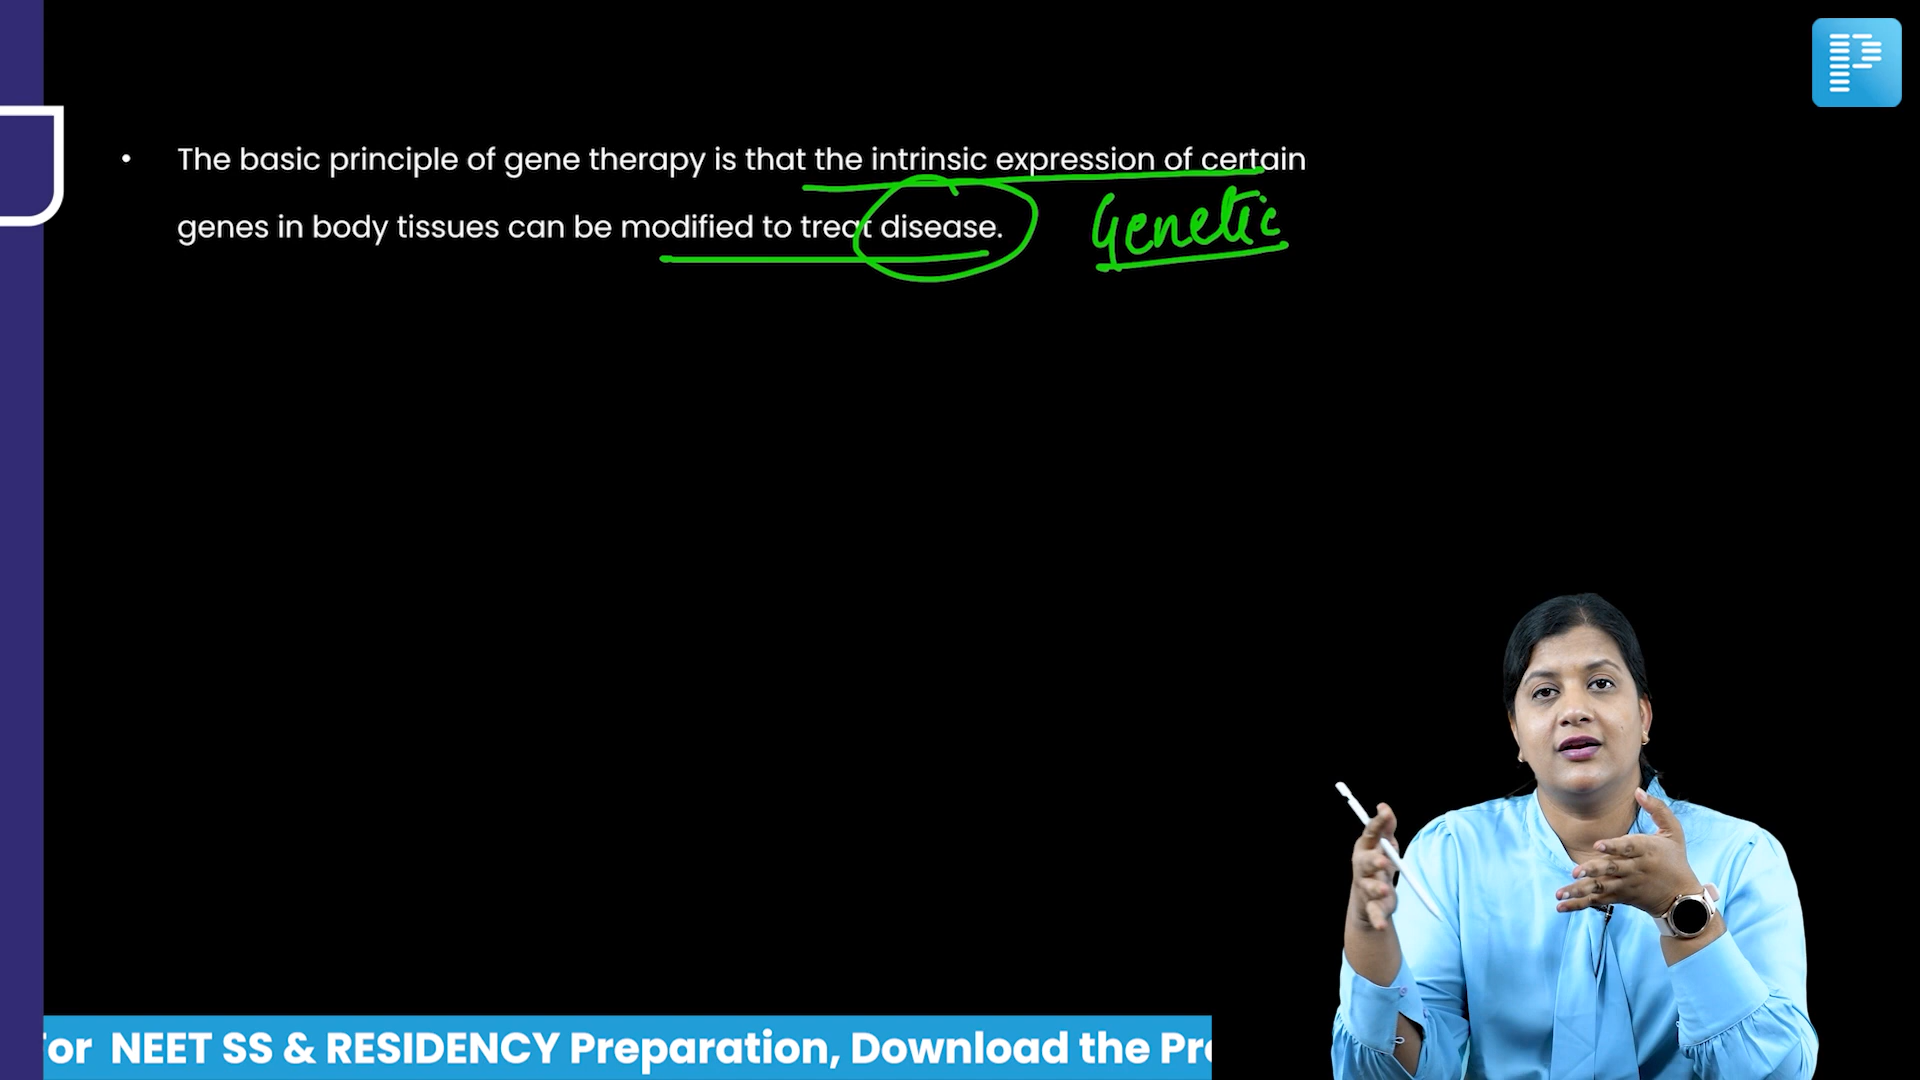 • The basic principle of gene therapy is that the intrinsic expression of certain
genes in body tissues can be modified to treat disease.
Genetic
For NEET SS & RESIDENCY Preparation, Download the